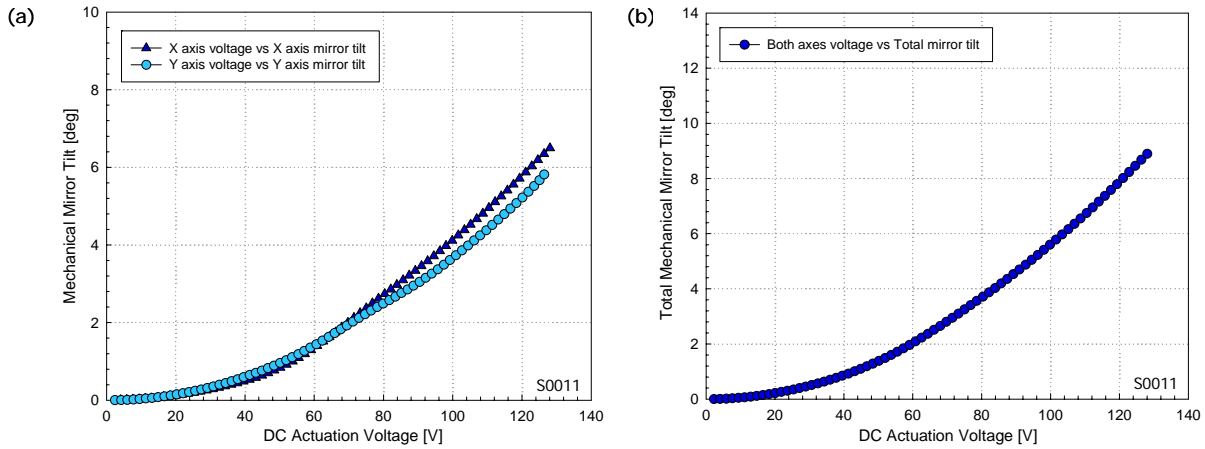 (a)
10
8
6
4
2
0
0 20 40 60 80 100 120 140
Mechanical Mirror Tilt [deg]
DC Actuation Voltage [V]
X axis voltage vs X axis mirror tilt
Y axis voltage vs Y axis mirror tilt
S0011
(b)
14
12
10
8
6
4
2
0
0 20 40 60 80 100 120 140
Total Mechanical Mirror Tilt [deg]
DC Actuation Voltage [V]
Both axes voltage vs Total mirror tilt
S0011